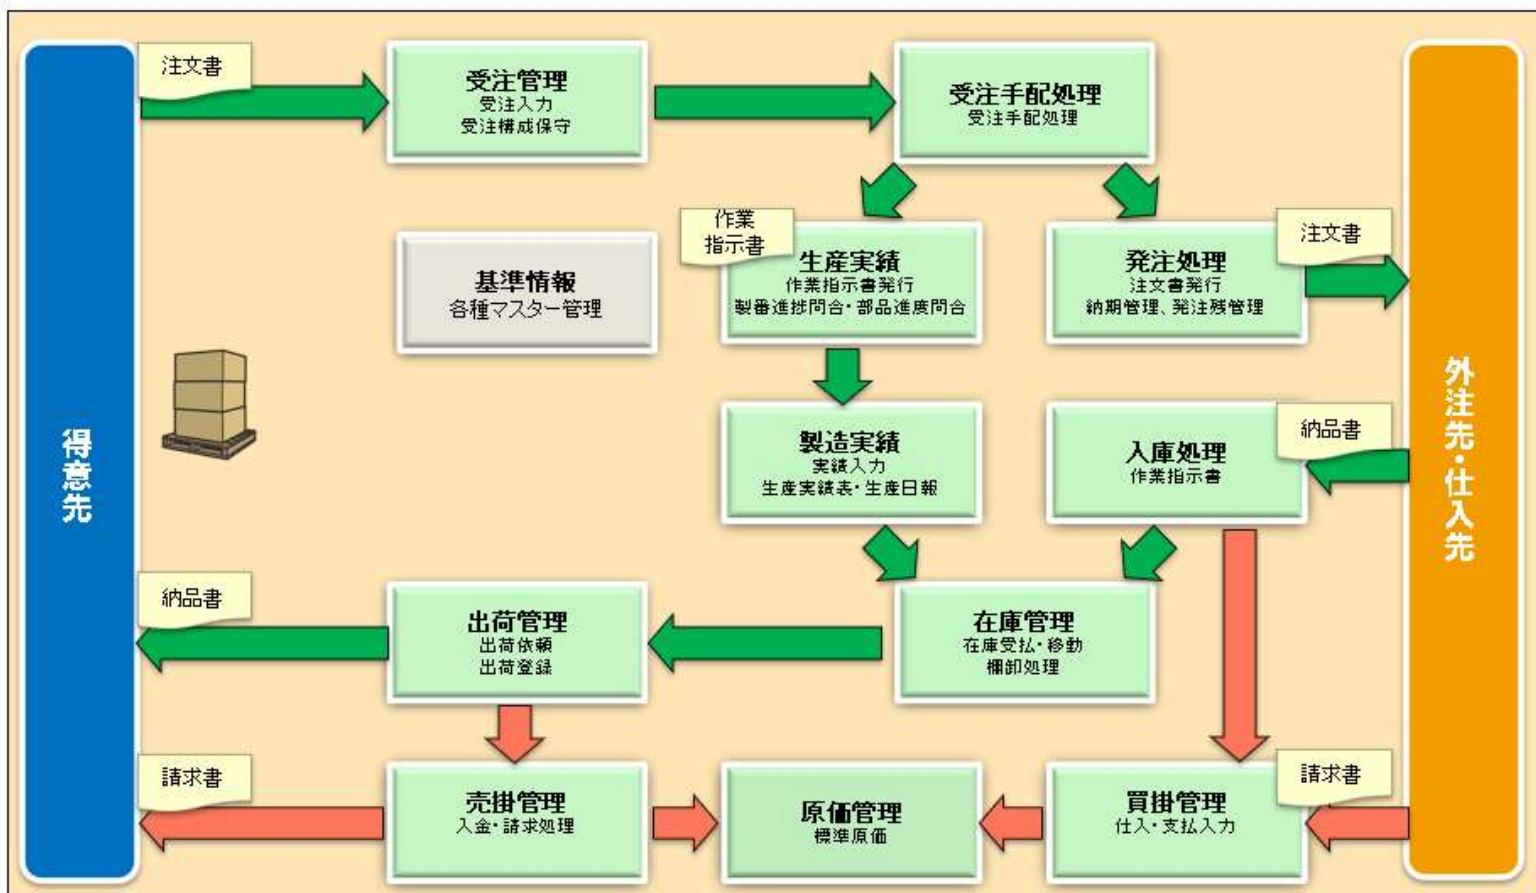 注文書
受注管理
受注入力
受注構成保守
受注手配処理
受注手配処理
作業
指示書
生産実績
作業指示書発行
製番進捗問合・部品進度問合
発注処理
注文書発行
納期管理、発注残管理
注文書
基準情報
各種マスター管理
得意先
外注先・仕入先
製造実績
実績入力
生産実績表・生産日報
入庫処理
作業指示書
納品書
納品書
出荷管理
出荷依頼
出荷登録
在庫管理
在庫受払・移動
棚卸処理
請求書
売掛管理
入金・請求処理
原価管理
標準原価
買掛管理
仕入・支払入力
請求書